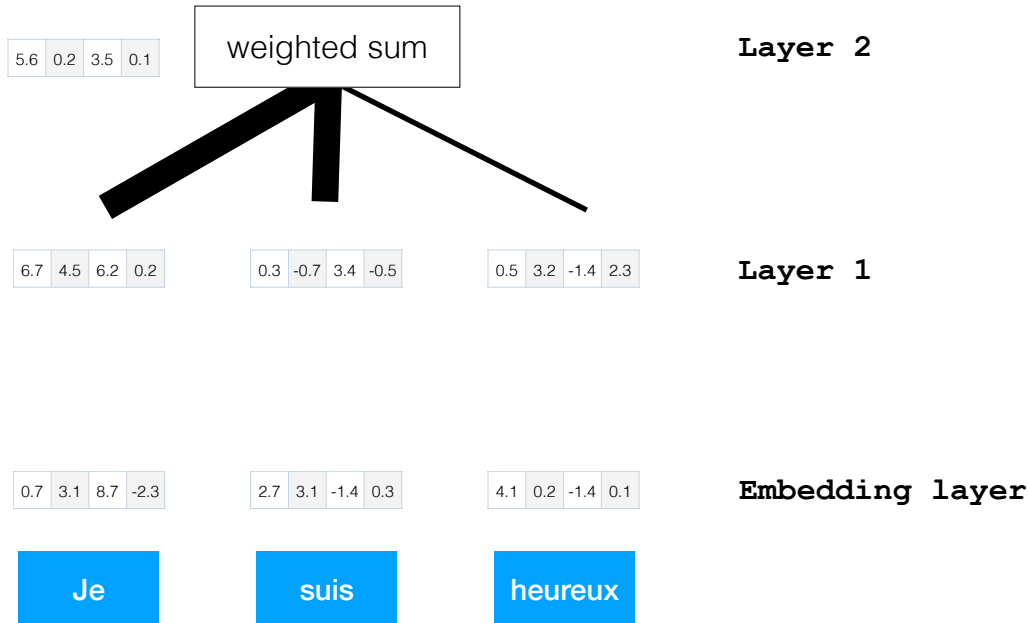 weighted sum
Layer 2
5.6 0.2 3.5 0.1
6.7 4.5 6.2 0.2
0.3 -0.7 3.4 -0.5
0.5 3.2 -1.4 2.3
Layer 1
0.7 3.1 8.7 -2.3
2.7 3.1 -1.4 0.3
4.1 0.2 -1.4 0.1
Embedding layer
Je
suis
heureux